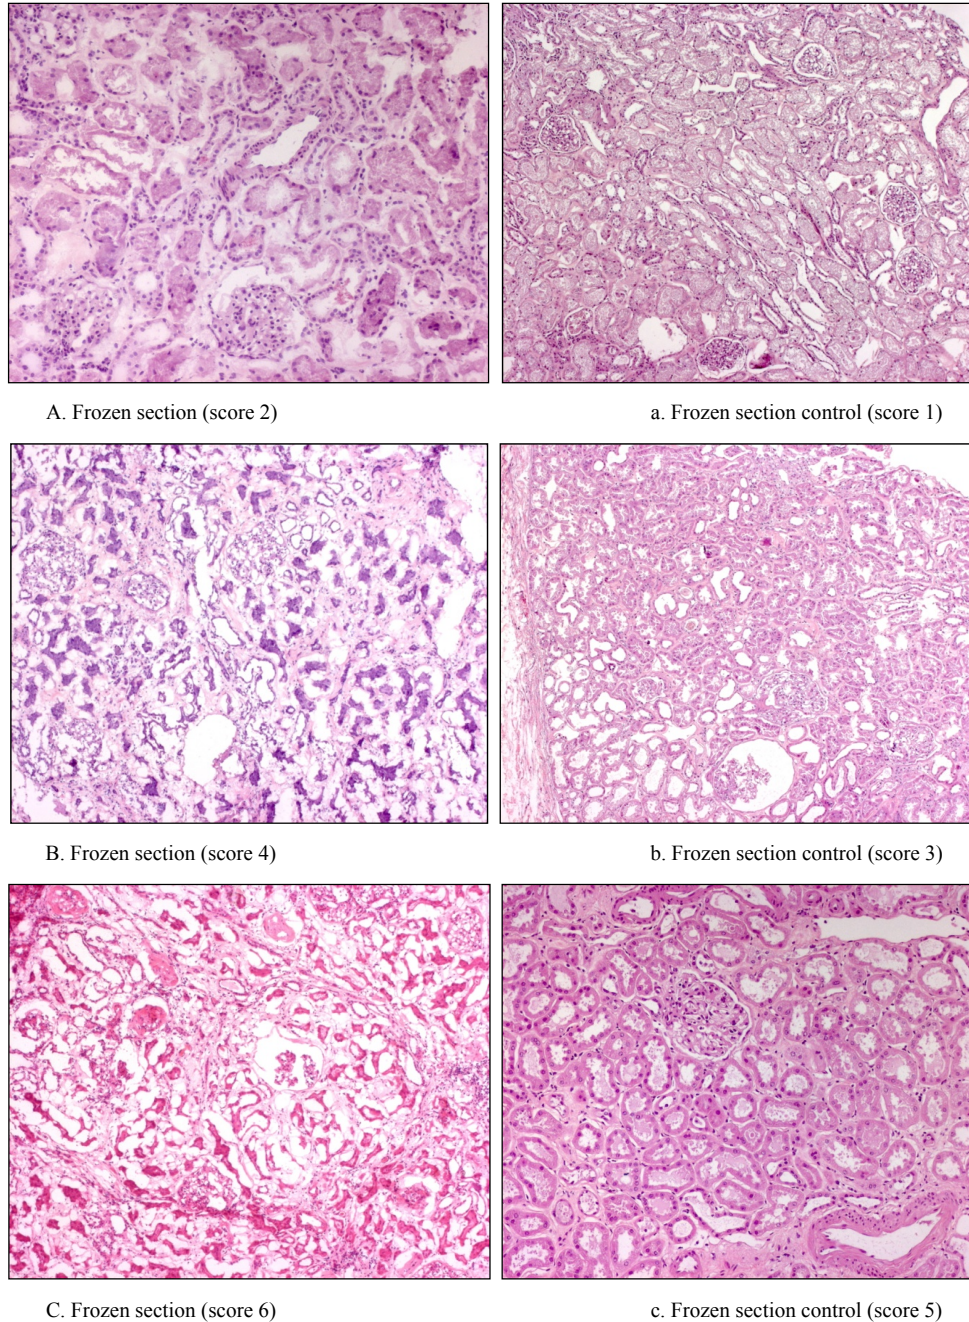 A. Frozen section (score 2)
a. Frozen section control (score 1)
B. Frozen section (score 4)
b. Frozen section control (score 3)
C. Frozen section (score 6)
c. Frozen section control (score 5)